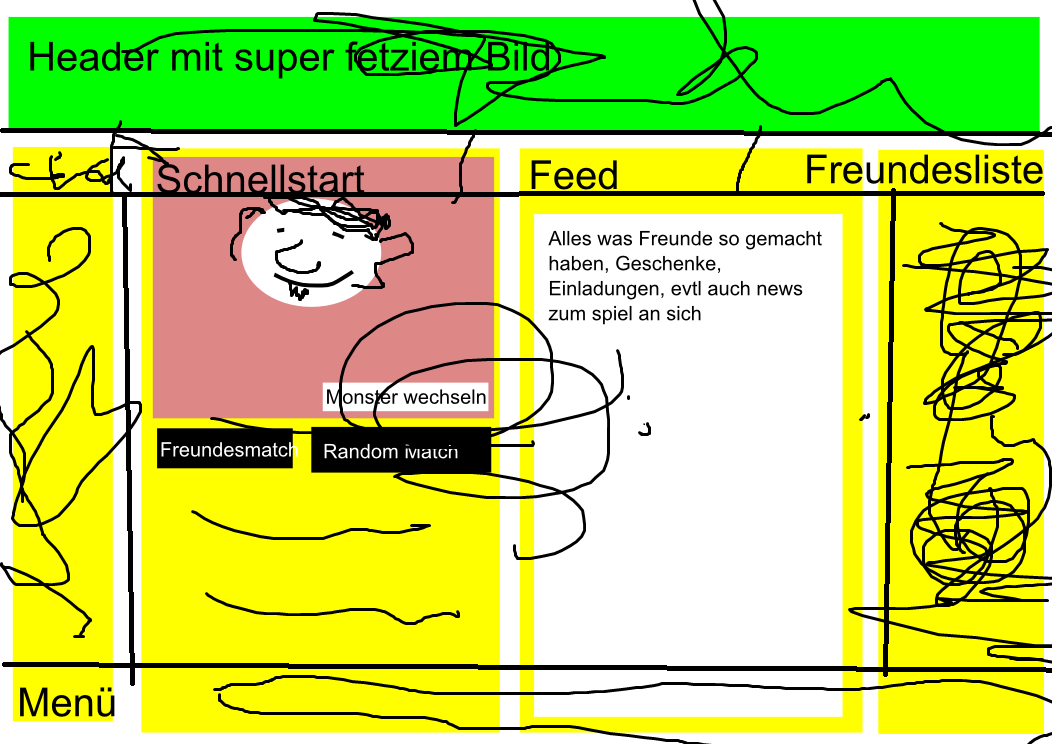 Header mit super fetziem Bild
Schnellstart
Feed
Freundesliste
Alles was Freunde so gemacht
haben, Geschenke,
Einladungen, evtl auch news
zum spiel an sich
Monster wechseln
Freundesmatch
Random Match
Menü